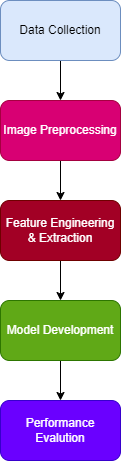 Data Collection
Image Preprocessing
Feature Engineering
& Extraction
Model Development
Performance
Evalution